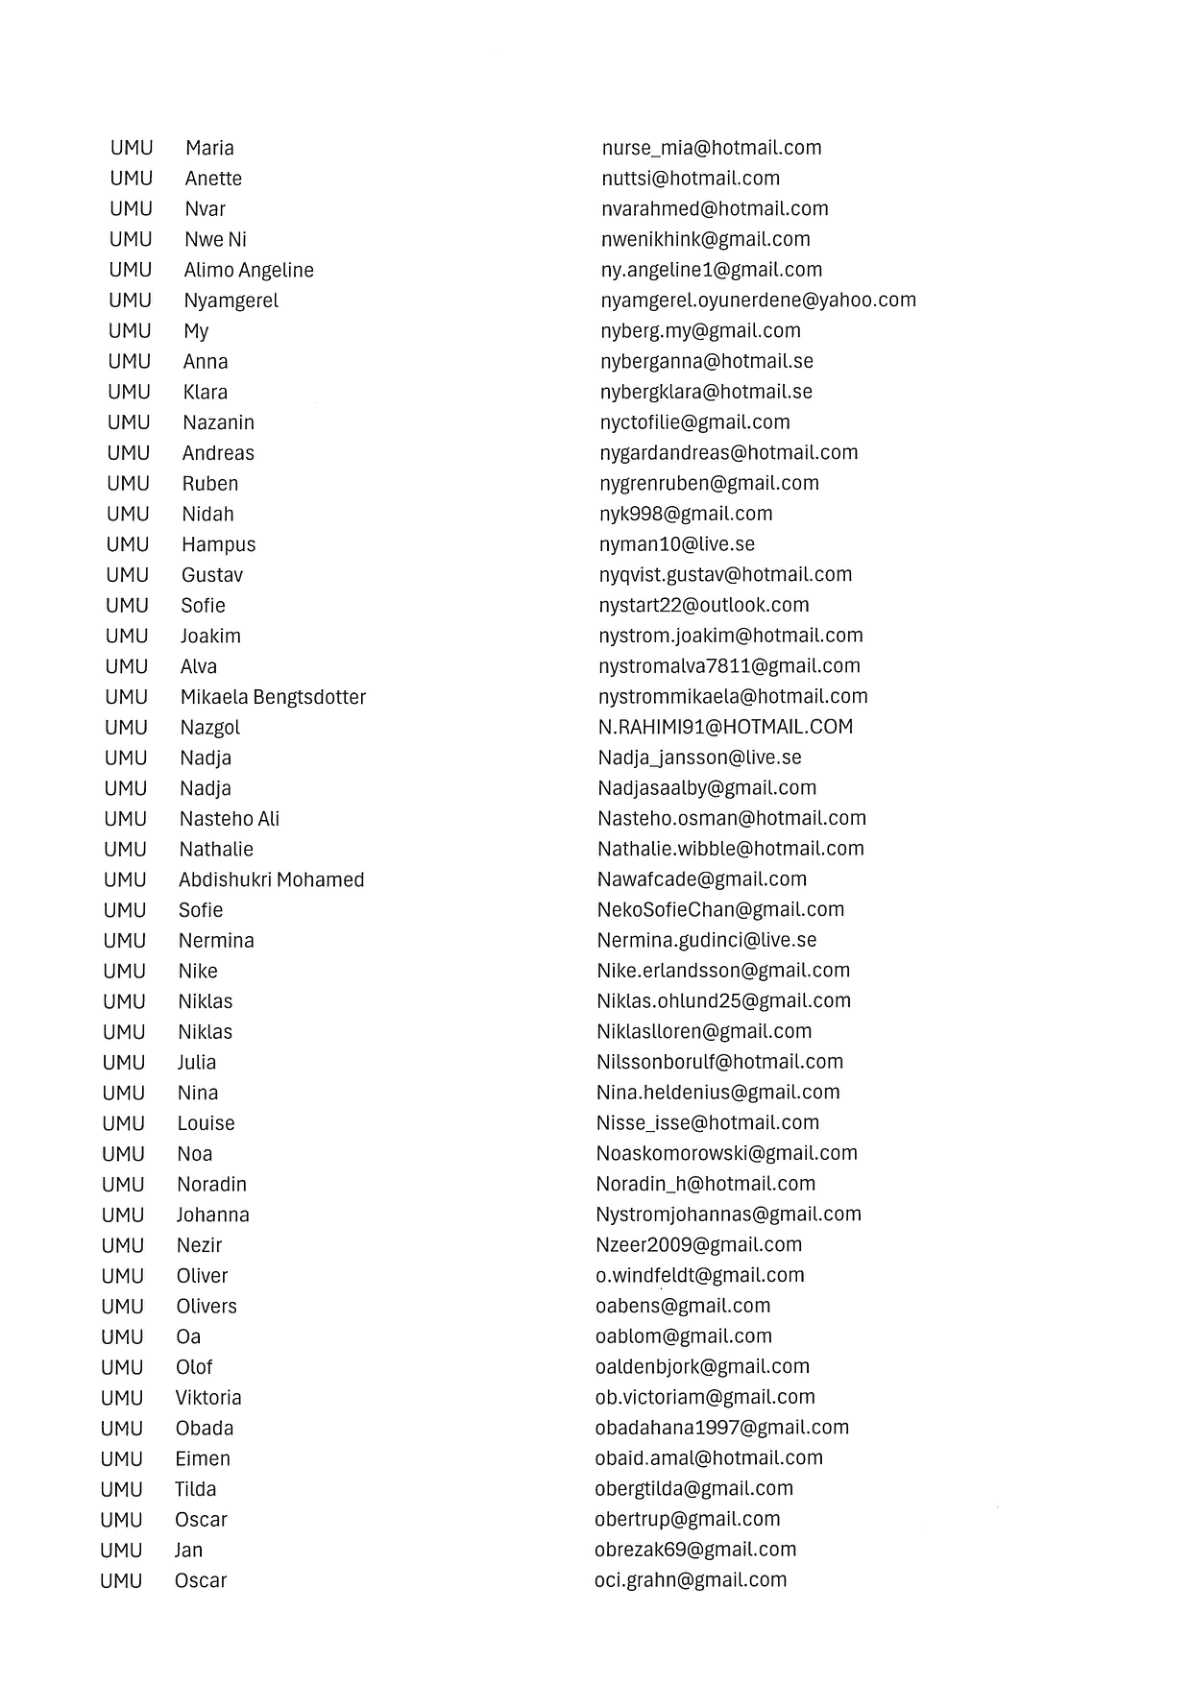 UMU Maria nurse_mia@hotmail.com
UMU Anette nuttsi@hotmail.com
UMU Nvar nvarahmed@hotmail.com
UMU Nwe Ni nwenikhink@gmail.com
UMU Alimo Angeline ny.angeline1@gmail.com
UMU Nyamgerel nyamgerel.oyunerdene@yahoo.com
UMU My nyberg.my@gmail.com
UMU Anna nyberganna@hotmail.se
UMU Klara nybergklara@hotmail.se
UMU Nazanin nyctofilie@gmail.com
UMU Andreas nygardandreas@hotmail.com
UMU Ruben nygrenruben@gmail.com
UMU Nidah nyk998@gmail.com
UMU Hampus nyman10@live.se
UMU Gustav nyqvist.gustav@hotmail.com
UMU Sofie nystart22@outlook.com
UMU Joakim nystrom.joakim@hotmail.com
UMU Alva nystromalva7811@gmail.com
UMU Mikaela Bengtsdotter nystrommikaela@hotmail.com
UMU Nazgol N.RAHIMI91@HOTMAIL.COM
UMU Nadja Nadja_jansson@live.se
UMU Nadja Nadjasaalby@gmail.com
UMU Nasteho Ali Nasteho.osman@hotmail.com
UMU Nathalie Nathalie.wibble@hotmail.com
UMU Abdishukri Mohamed Nawafcade@gmail.com
UMU Sofie NekoSofieChan@gmail.com
UMU Nermina Nermina.gudinci@live.se
UMU Nike Nike.erlandsson@gmail.com
UMU Niklas Niklas.ohlund25@gmail.com
UMU Niklas Niklaslloren@gmail.com
UMU Julia Nilssonborulf@hotmail.com
UMU Nina Nina.heldenius@gmail.com
UMU Louise Nisse_isse@hotmail.com
UMU Noa Noaskomorowski@gmail.com
UMU Noradin Noradin_h@hotmail.com
UMU Johanna Nystromjohannas@gmail.com
UMU Nezir Nzeer2009@gmail.com
UMU Oliver o.windfeldt@gmail.com
UMU Olivers oabens@gmail.com
UMU Oa oablom@gmail.com
UMU Olof oaldenbjork@gmail.com
UMU Viktoria ob.victoriam@gmail.com
UMU Obada obadahana1997@gmail.com
UMU Eimen obaid.amal@hotmail.com
UMU Tilda obergtilda@gmail.com
UMU Oscar obertrup@gmail.com
UMU Jan obrezak69@gmail.com
UMU Oscar oci.grahn@gmail.com